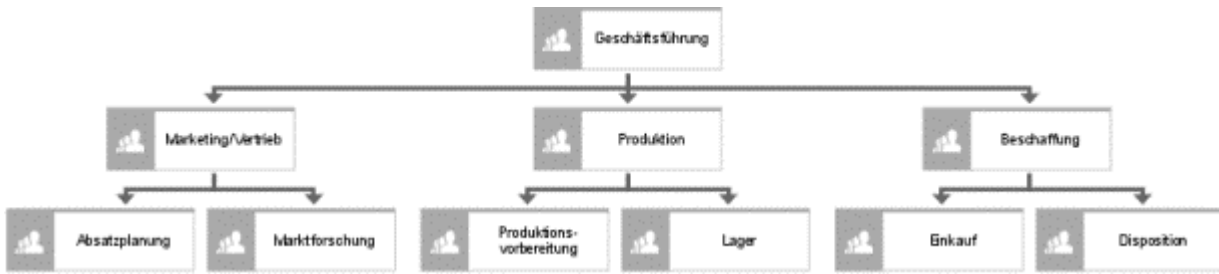 Geschäftsführung
Marketing/Vertrieb
Produktion
Beschaffung
Absatzplanung
Marktforschung
Produktions-
vorbereitung
Lager
Einkauf
Disposition